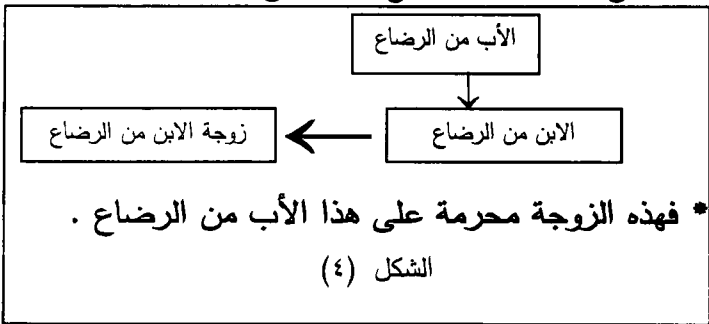 الأب من الرضاع
الابن من الرضاع
زوجة الابن من الرضاع
* فهذه الزوجة محرمة على هذا الأب من الرضاع .
الشكل (٤)